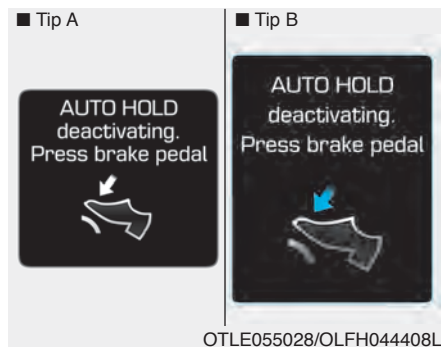 ■ Tip A
■ Tip B
AUTO HOLD
deactivating.
Press brake pedal
AUTO HOLD
deactivating.
Press brake pedal
OTLE055028/OLFH044408L